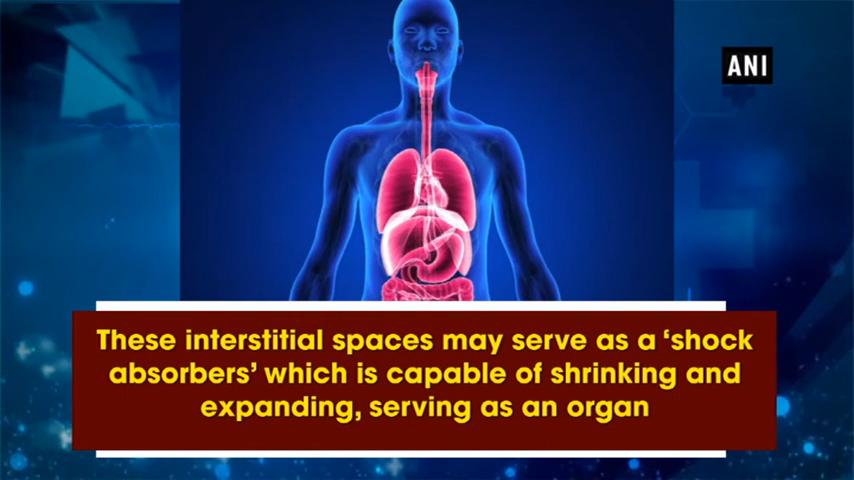 ANI
These interstitial spaces may serve as a ‘shock
absorbers’ which is capable of shrinking and
expanding, serving as an organ